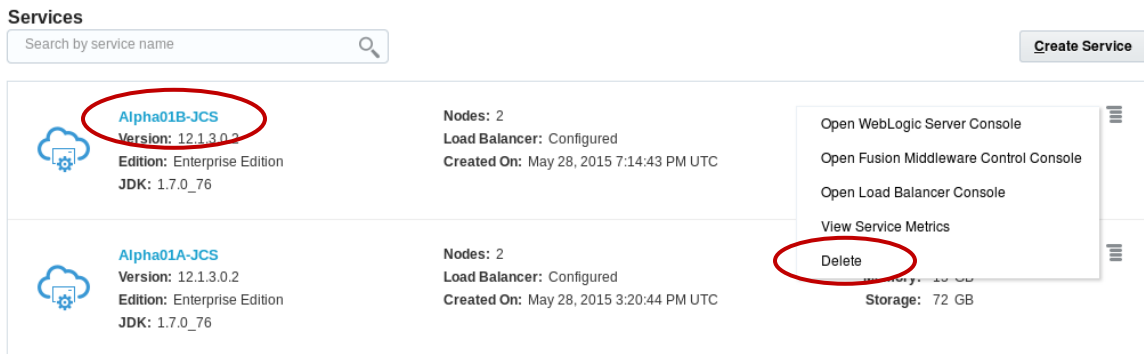 Services
Search by service name
Create Service
Alpha01B-JCS
Version: 12.1.3.0.2
Edition: Enterprise Edition
JDK: 1.7.0_76
Nodes: 2
Load Balancer: Configured
Created On: May 28, 2015 7:14:43 PM UTC
Open WebLogic Server Console
Open Fusion Middleware Control Console
Open Load Balancer Console
View Service Metrics
Delete
Alpha01A-JCS
Version: 12.1.3.0.2
Edition: Enterprise Edition
JDK: 1.7.0_76
Nodes: 2
Load Balancer: Configured
Created On: May 28, 2015 3:20:44 PM UTC
Storage: 72 GB